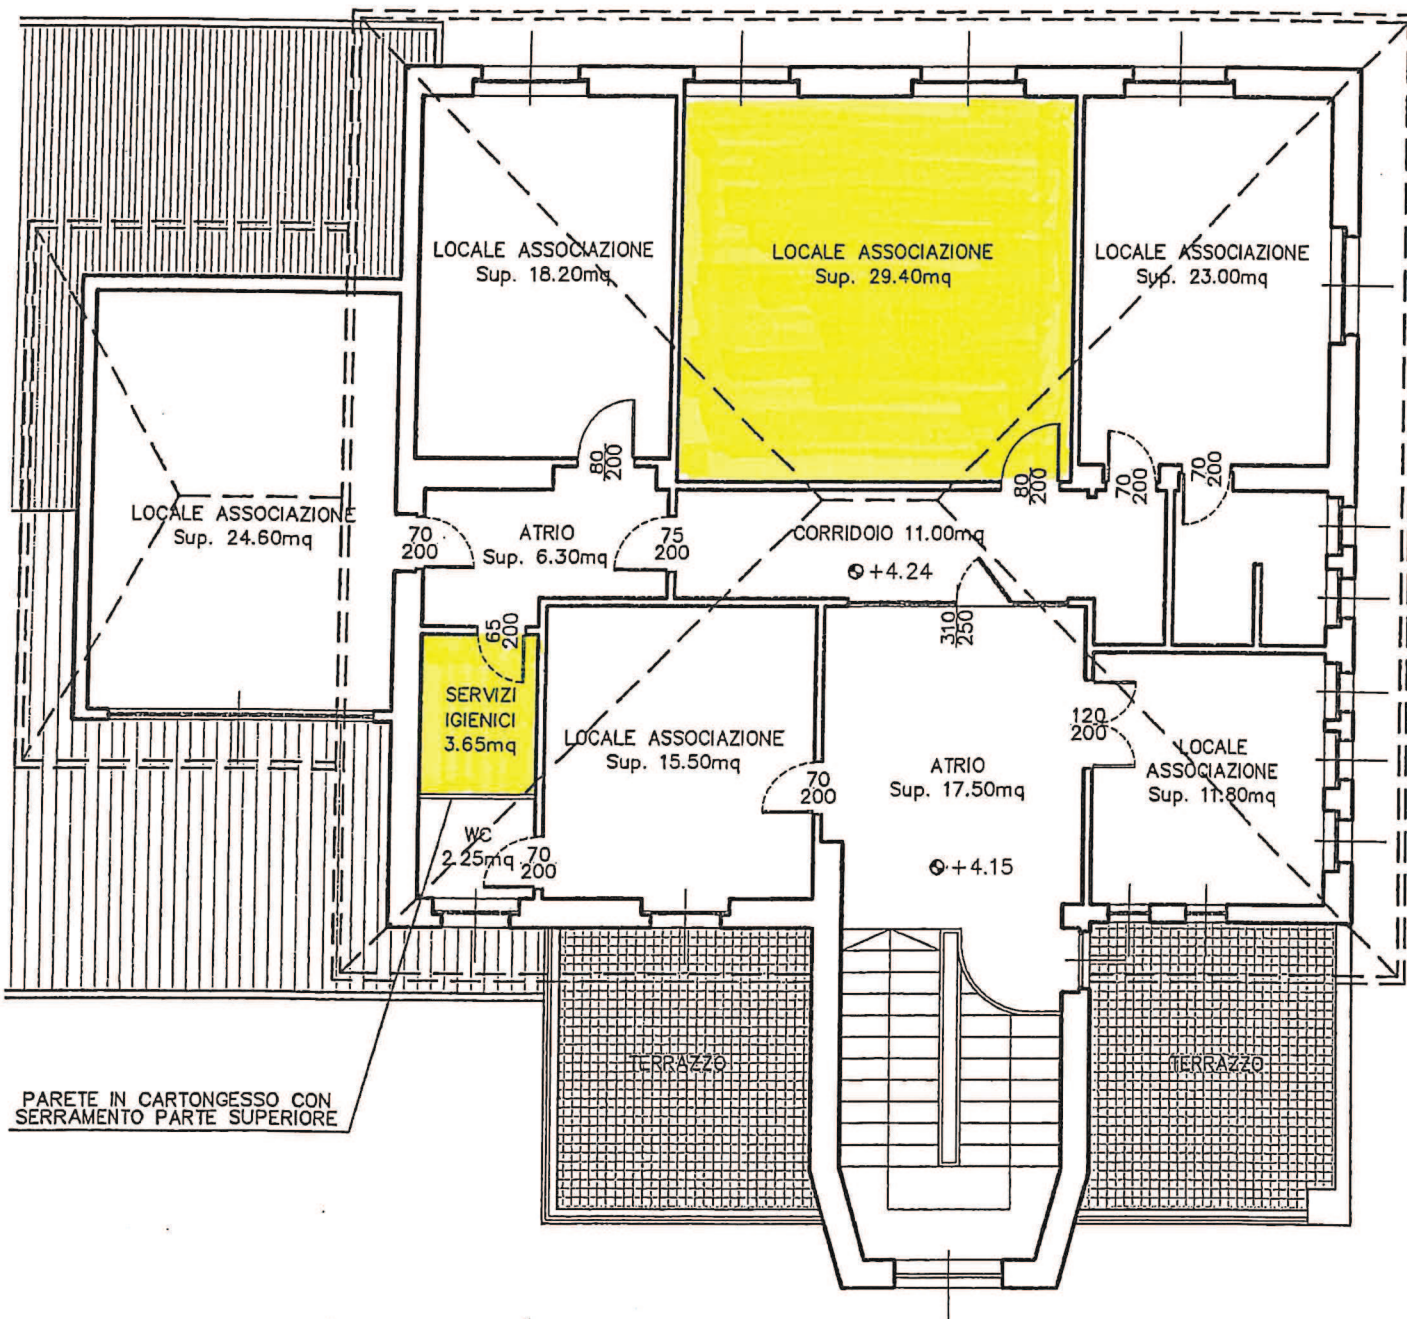 LOCALE ASSOCIAZIONE
Sup. 18.20mq
LOCALE ASSOCIAZIONE
Sup. 29.40mq
LOCALE ASSOCIAZIONE
Sup. 23.00mq
80
200
80
200
70
200
70
200
LOCALE ASSOCIAZIONE
Sup. 24.60mq
70
200
ATRIO
Sup. 6.30mq
75
200
CORRIDOIO 11.00mq
+4.24
65
200
310
250
SERVIZI
IGIENICI
3.65mq
LOCALE ASSOCIAZIONE
Sup. 15.50mq
70
200
ATRIO
Sup. 17.50mq
120
200
LOCALE
ASSOCIAZIONE
Sup. 11.80mq
WC
2.25mq
70
200
+4.15
TERRAZZO
TERRAZZO
PARETE IN CARTONGESSO CON
SERRAMENTO PARTE SUPERIORE